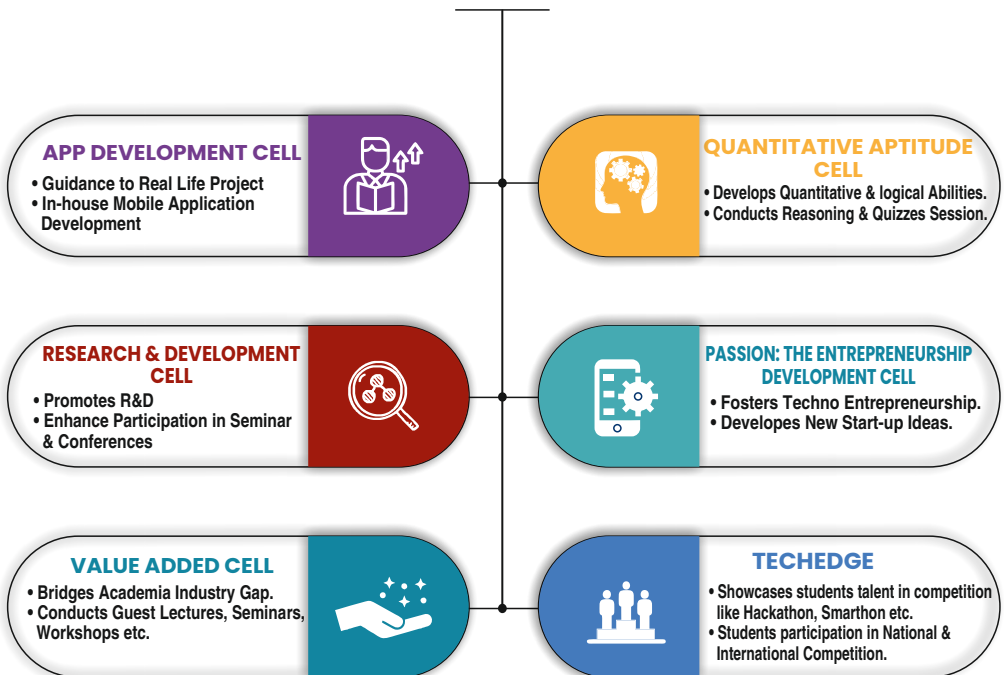 APP DEVELOPMENT CELL
• Guidance to Real Life Project
• In-house Mobile Application
Development
QUANTITATIVE APTITUDE
CELL
• Develops Quantitative & logical Abilities.
• Conducts Reasoning & Quizzes Session.
RESEARCH & DEVELOPMENT
CELL
• Promotes R&D
• Enhance Participation in Seminar
& Conferences
PASSION: THE ENTREPRENEURSHIP
DEVELOPMENT CELL
• Fosters Techno Entrepreneurship.
• Developes New Start-up Ideas.
VALUE ADDED CELL
• Bridges Academia Industry Gap.
• Conducts Guest Lectures, Seminars,
Workshops etc.
TECHEDGE
• Showcases students talent in competition
like Hackathon, Smarthon etc.
• Students participation in National &
International Competition.